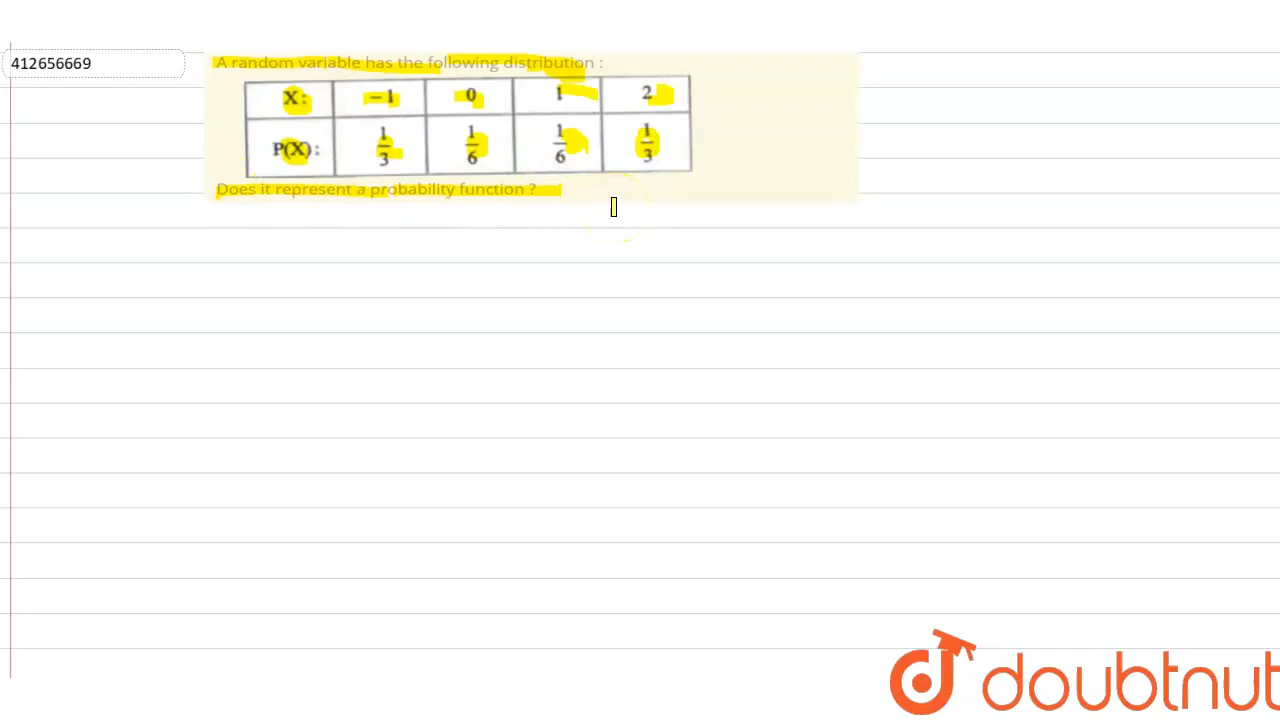 412656669
A random variable has the following distribution :
X : −1 0 1 2
P(X) : 1/3 1/6 1/6 1/3
Does it represent a probability function ?
doubtnut